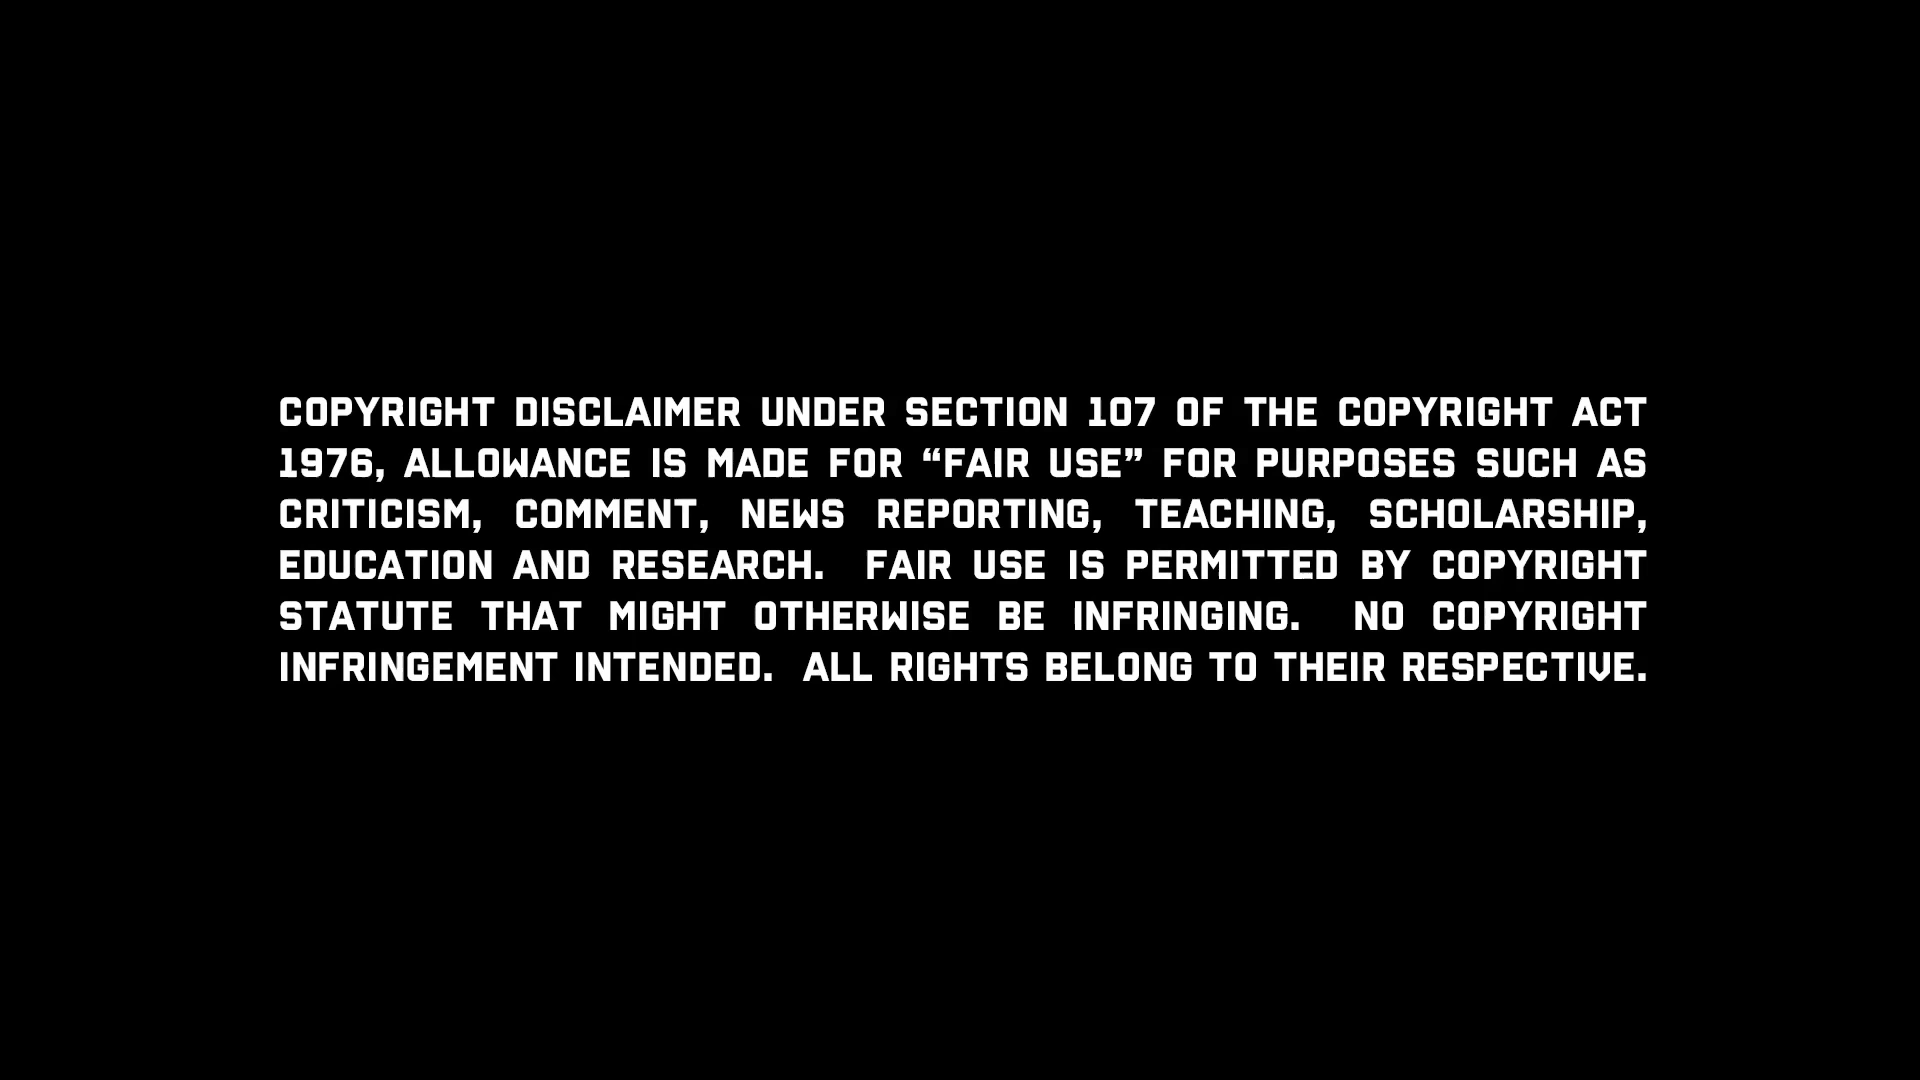 COPYRIGHT DISCLAIMER UNDER SECTION 107 OF THE COPYRIGHT ACT
1976, ALLOWANCE IS MADE FOR “FAIR USE” FOR PURPOSES SUCH AS
CRITICISM, COMMENT, NEWS REPORTING, TEACHING, SCHOLARSHIP,
EDUCATION AND RESEARCH. FAIR USE IS PERMITTED BY COPYRIGHT
STATUTE THAT MIGHT OTHERWISE BE INFRINGING. NO COPYRIGHT
INFRINGEMENT INTENDED. ALL RIGHTS BELONG TO THEIR RESPECTIVE.